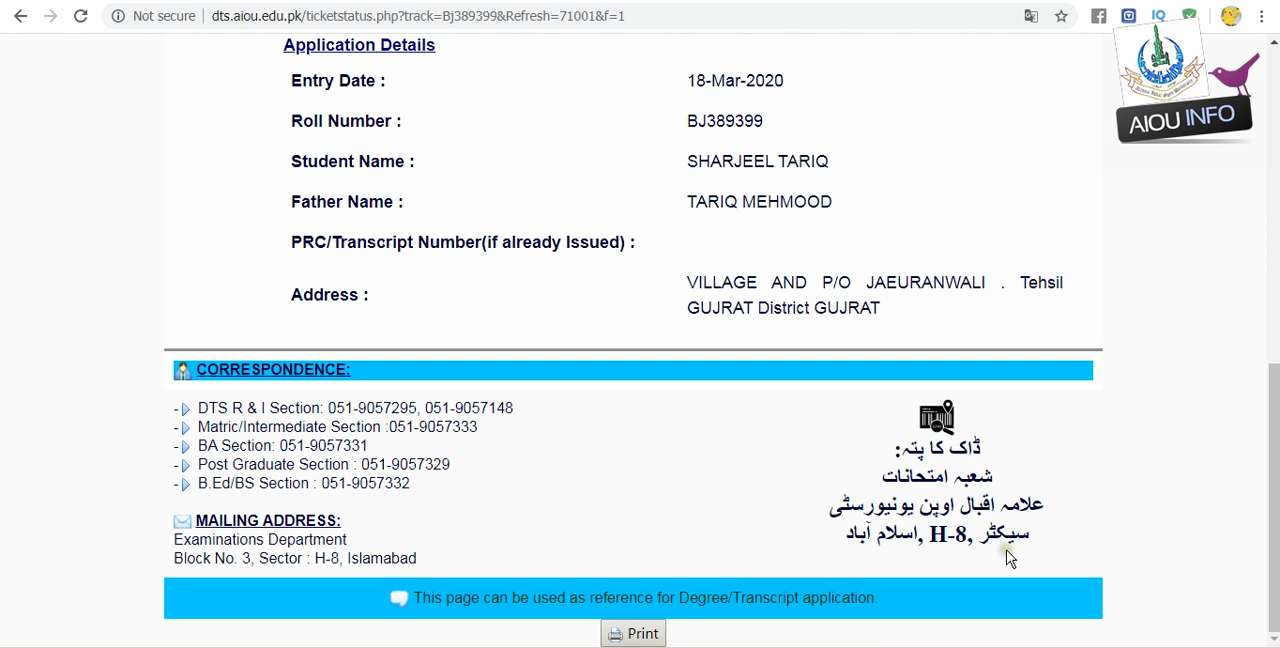 Not secure | dts.aiou.edu.pk/ticketstatus.php?track=Bj389399&Refresh=71001&f=1
IQ
AIOU INFO
Application Details
Entry Date : 18-Mar-2020
Roll Number : BJ389399
Student Name : SHARJEEL TARIQ
Father Name : TARIQ MEHMOOD
PRC/Transcript Number(if already Issued) :
Address : VILLAGE AND P/O JAEURANWALI . Tehsil
GUJRAT District GUJRAT
CORRESPONDENCE:
- DTS R & I Section: 051-9057295, 051-9057148
- Matric/Intermediate Section :051-9057333
- BA Section: 051-9057331
- Post Graduate Section : 051-9057329
- B.Ed/BS Section : 051-9057332
MAILING ADDRESS:
Examinations Department
Block No. 3, Sector : H-8, Islamabad
ڈاک کا پتہ:
شعبہ امتحانات
علامہ اقبال اوپن یونیورسٹی
سیکٹر H-8, اسلام آباد,
This page can be used as reference for Degree/Transcript application.
Print